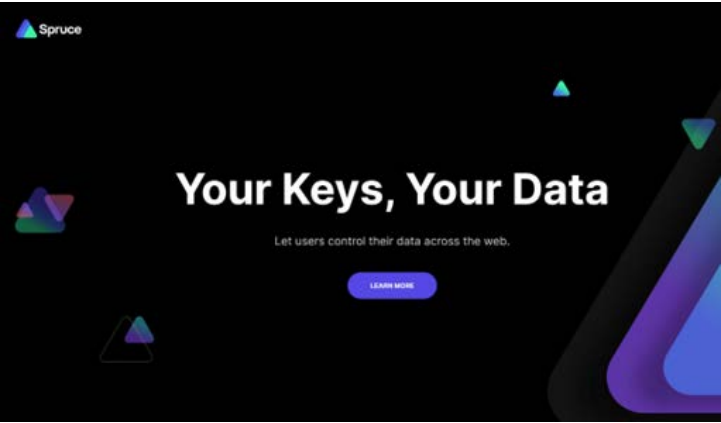 Spruce
Your Keys, Your Data
Let users control their data across the web.
LEARN MORE